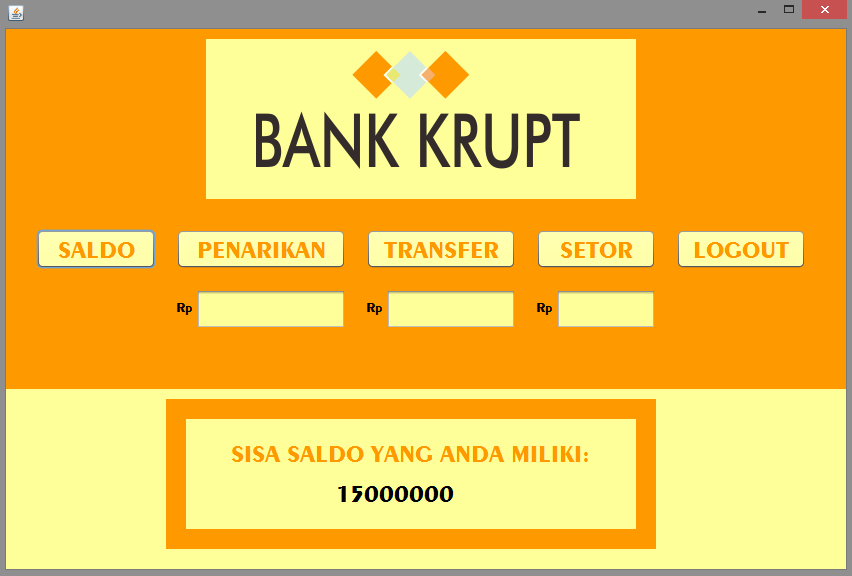 BANK KRUPT
SALDO PENARIKAN TRANSFER SETOR LOGOUT
Rp Rp Rp
SISA SALDO YANG ANDA MILIKI:
15000000